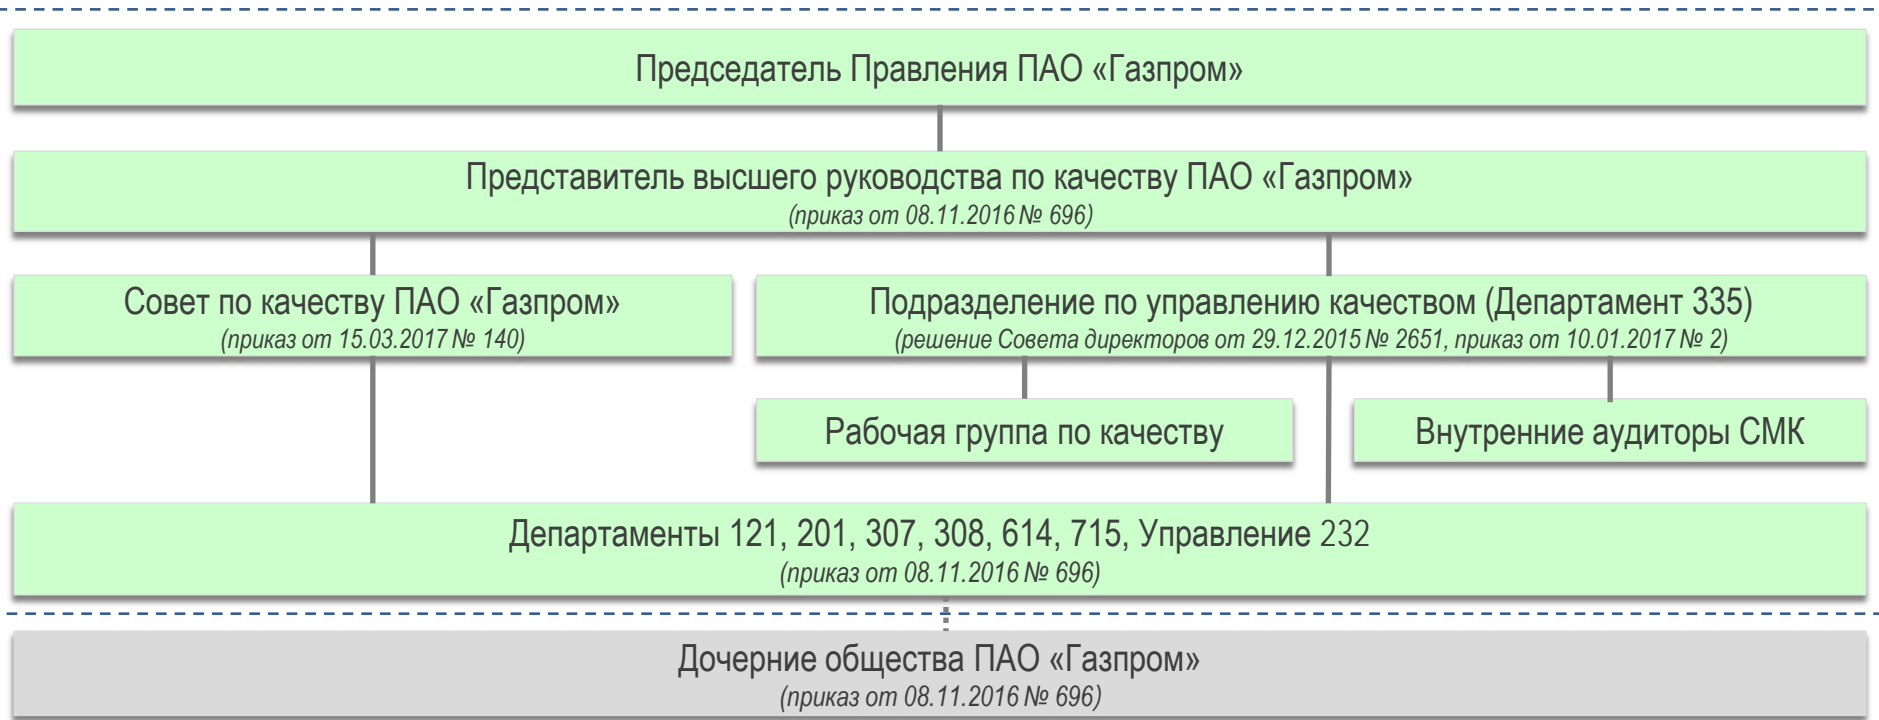 Председатель Правления ПАО «Газпром»
Представитель высшего руководства по качеству ПАО «Газпром»
(приказ от 08.11.2016 № 696)
Совет по качеству ПАО «Газпром»
(приказ от 15.03.2017 № 140)
Подразделение по управлению качеством (Департамент 335)
(решение Совета директоров от 29.12.2015 № 2651, приказ от 10.01.2017 № 2)
Рабочая группа по качеству
Внутренние аудиторы СМК
Департаменты 121, 201, 307, 308, 614, 715, Управление 232
(приказ от 08.11.2016 № 696)
Дочерние общества ПАО «Газпром»
(приказ от 08.11.2016 № 696)